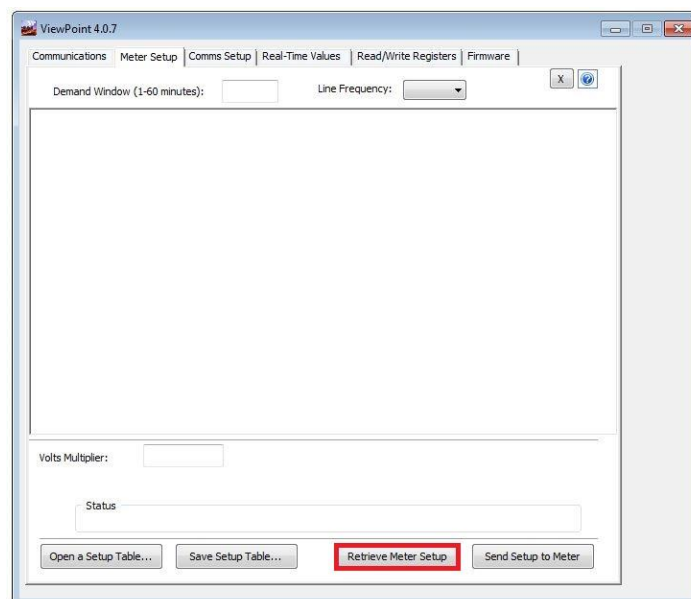 ViewPoint 4.0.7
Communications Meter Setup Comms Setup Real-Time Values Read/Write Registers Firmware
Demand Window (1-60 minutes): Line Frequency: X ?
Volts Multiplier:
Status
Open a Setup Table... Save Setup Table... Retrieve Meter Setup Send Setup to Meter